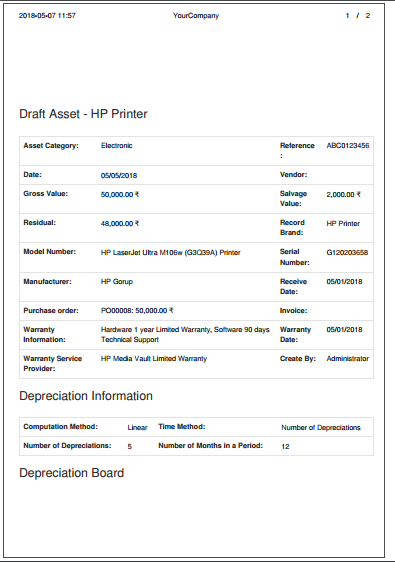 2018-05-07 11:57 YourCompany 1 / 2
Draft Asset - HP Printer
Asset Category: Electronic Reference : ABC0123456
Date: 05/05/2018 Vendor:
Gross Value: 50,000.00 ₹ Salvage Value: 2,000.00 ₹
Residual: 48,000.00 ₹ Record Brand: HP Printer
Model Number: HP LaserJet Ultra M106w (G3Q39A) Printer Serial Number: G120203658
Manufacturer: HP Gorup Receive Date: 05/01/2018
Purchase order: PO00008: 50,000.00 ₹ Invoice:
Warranty Information: Hardware 1 year Limited Warranty, Software 90 days Technical Support Warranty Date: 05/01/2018
Warranty Service Provider: HP Media Vault Limited Warranty Create By: Administrator
Depreciation Information
Computation Method: Linear Time Method: Number of Depreciations
Number of Depreciations: 5 Number of Months in a Period: 12
Depreciation Board